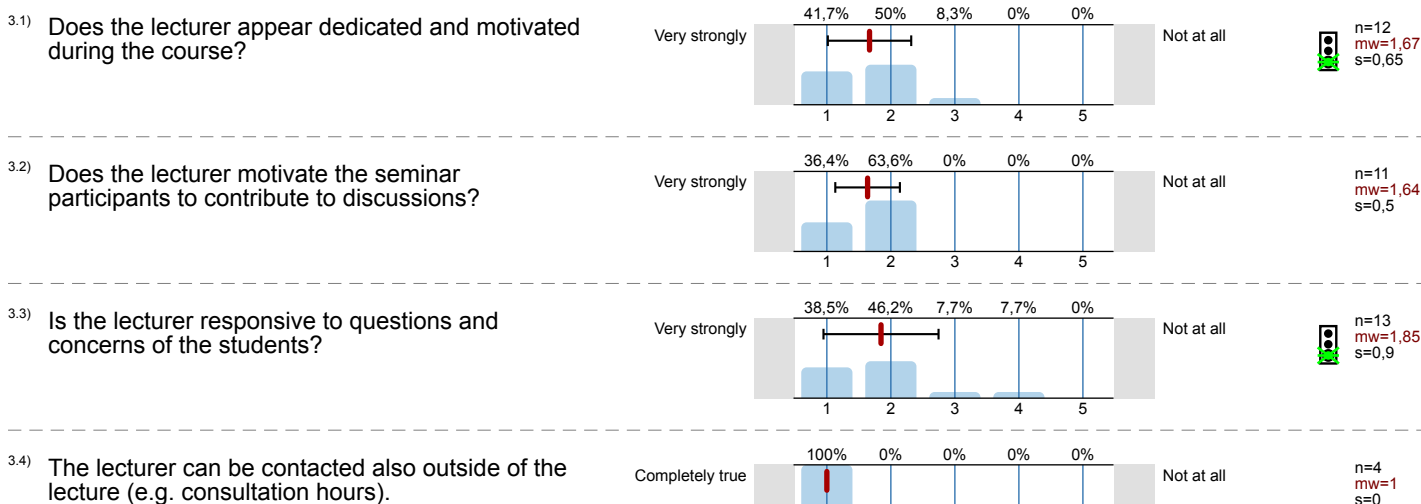 3.1) Does the lecturer appear dedicated and motivated
during the course?
Very strongly
41,7% 50% 8,3% 0% 0%
1 2 3 4 5
Not at all
n=12
mw=1,67
s=0,65
3.2) Does the lecturer motivate the seminar
participants to contribute to discussions?
Very strongly
36,4% 63,6% 0% 0% 0%
1 2 3 4 5
Not at all
n=11
mw=1,64
s=0,5
3.3) Is the lecturer responsive to questions and
concerns of the students?
Very strongly
38,5% 46,2% 7,7% 7,7% 0%
1 2 3 4 5
Not at all
n=13
mw=1,85
s=0,9
3.4) The lecturer can be contacted also outside of the
lecture (e.g. consultation hours).
Completely true
100% 0% 0% 0% 0%
Not at all
n=4
mw=1
s=0